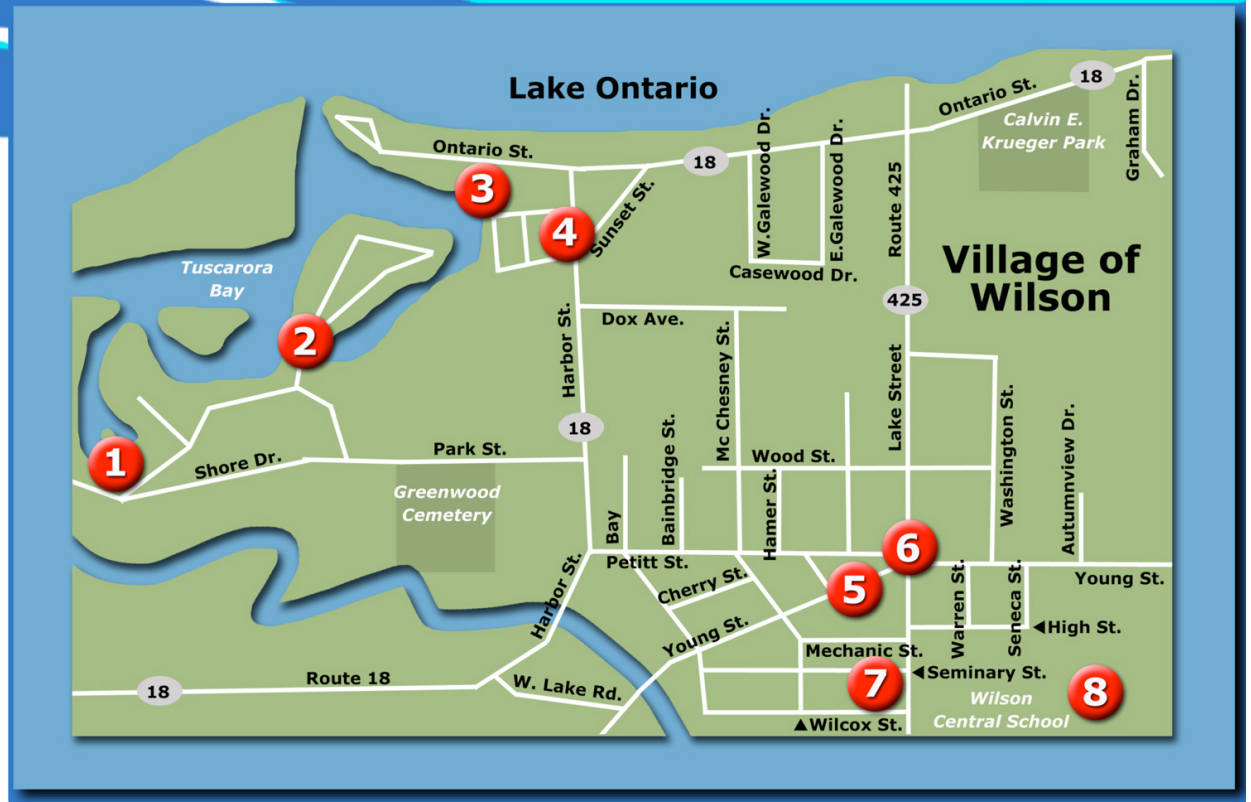 Lake Ontario
18
Ontario St.
Calvin E.
Krueger Park
Graham Dr.
Ontario St.
18
3
W.Galewood Dr.
E.Galewood Dr.
Route 425
4
Sunset St.
Tuscarora
Bay
Casewood Dr.
Village of
Wilson
425
Dox Ave.
2
Harbor St.
Mc Chesney St.
Lake Street
18
1
Shore Dr.
Park St.
Wood St.
Washington St.
Autumnview Dr.
Greenwood
Cemetery
Bay
Bainbridge St.
Hamer St.
6
Petitt St.
Harbor St.
Cherry St.
5
Warren St.
Seneca St.
Young St.
Young St.
◀High St.
Mechanic St.
◀Seminary St.
7
8
Route 18
18
W. Lake Rd.
Wilson
Central School
▲Wilcox St.